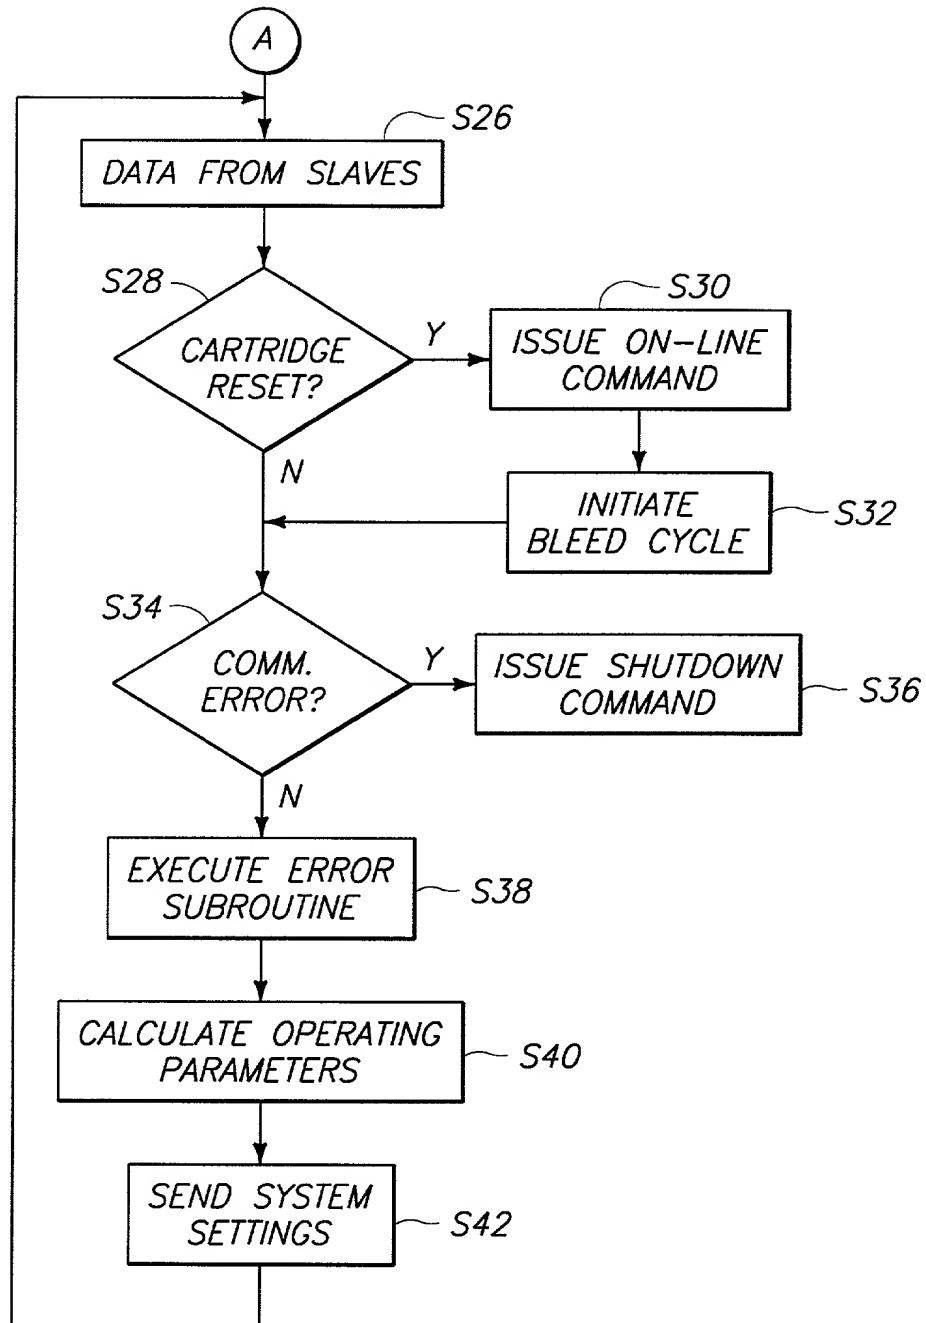 A
S26
DATA FROM SLAVES
S28
CARTRIDGE
RESET?
Y
S30
ISSUE ON-LINE
COMMAND
N
INITIATE
BLEED CYCLE
S32
S34
COMM.
ERROR?
Y
ISSUE SHUTDOWN
COMMAND
S36
N
EXECUTE ERROR
SUBROUTINE
S38
CALCULATE OPERATING
PARAMETERS
S40
SEND SYSTEM
SETTINGS
S42